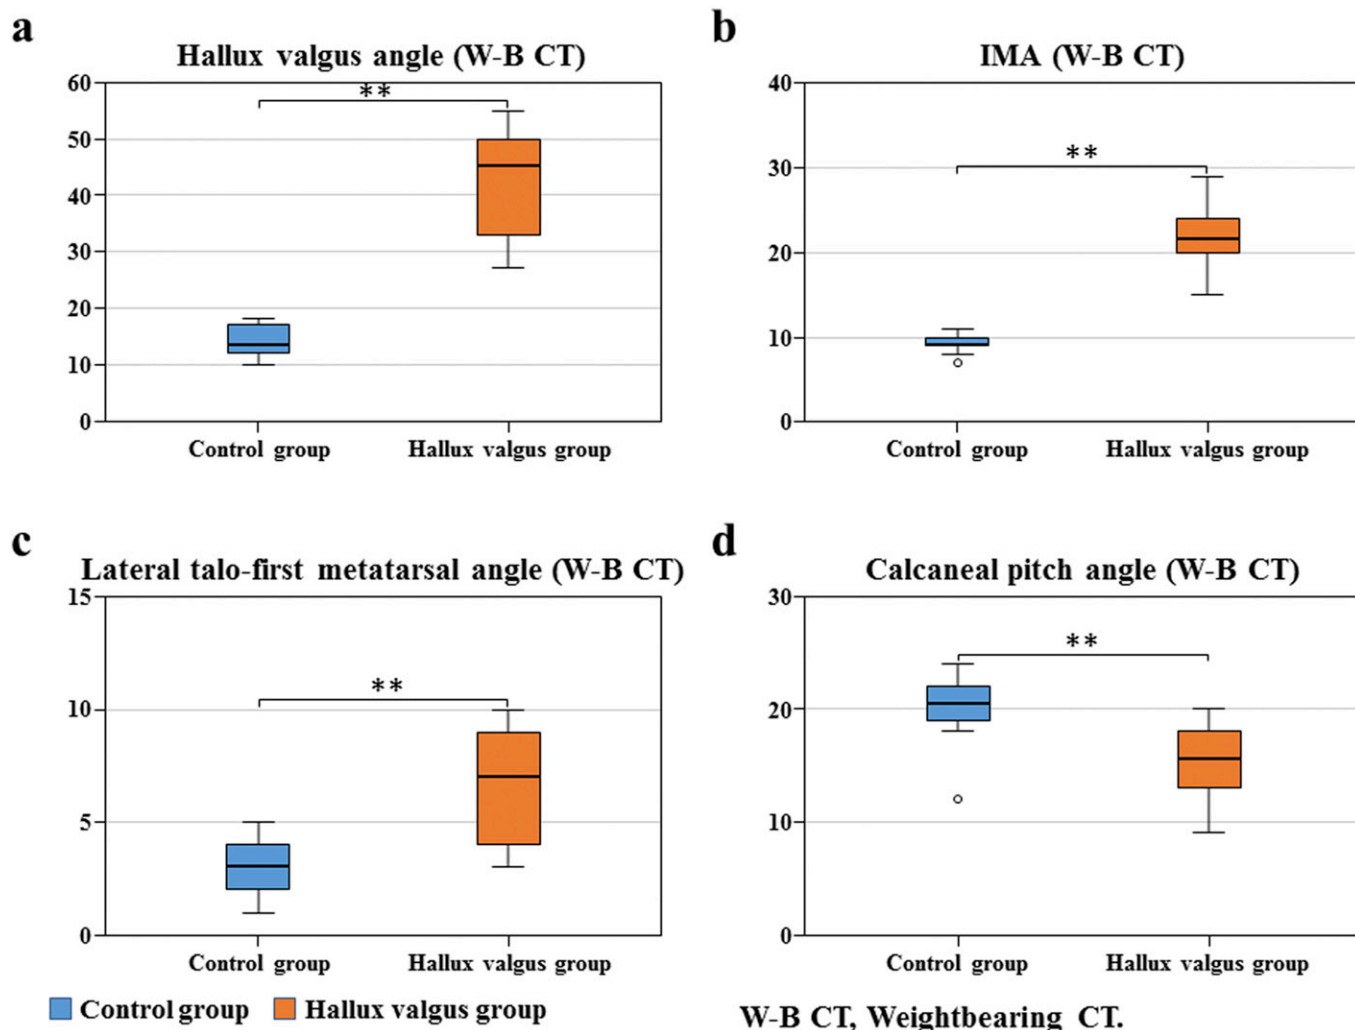 a
Hallux valgus angle (W-B CT)
60
50
40
30
20
10
0
**
Control group
Hallux valgus group
b
IMA (W-B CT)
40
30
20
10
0
**
Control group
Hallux valgus group
c
Lateral talo-first metatarsal angle (W-B CT)
15
10
5
0
**
Control group
Hallux valgus group
d
Calcaneal pitch angle (W-B CT)
30
20
10
0
**
Control group
Hallux valgus group
Control group
Hallux valgus group
W-B CT, Weightbearing CT.